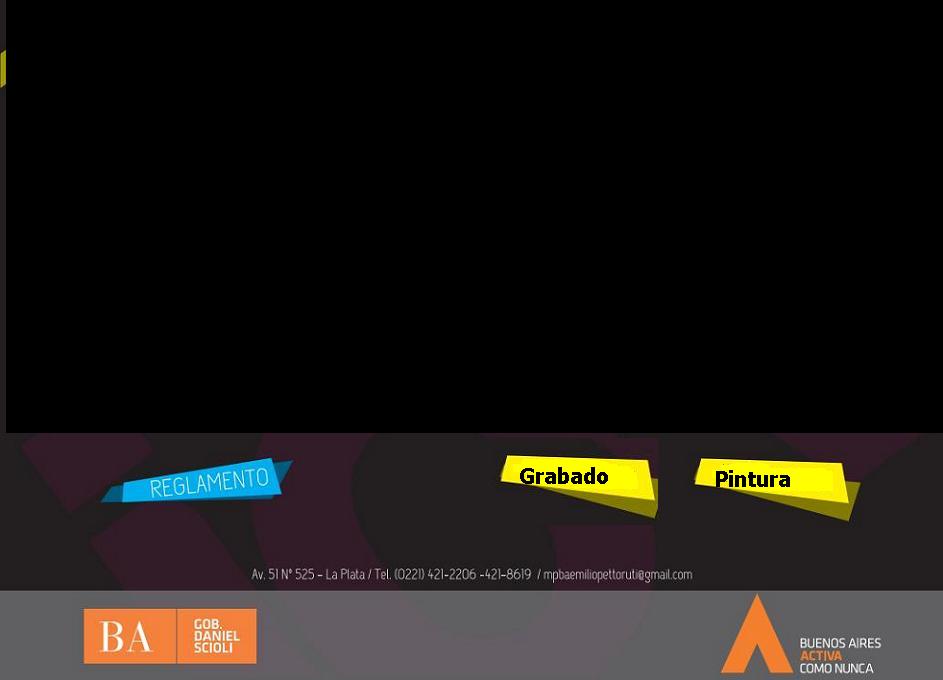 REGLAMENTO
Grabado
Pintura
Av. 51 Nº 525 - La Plata / Tel. (0221) 421-2206 -421-8619 / mpbaemiliopettoruti@gmail.com
BA
GOB.
DANIEL
SCIOLI
BUENOS AIRES
ACTIVA
COMO NUNCA